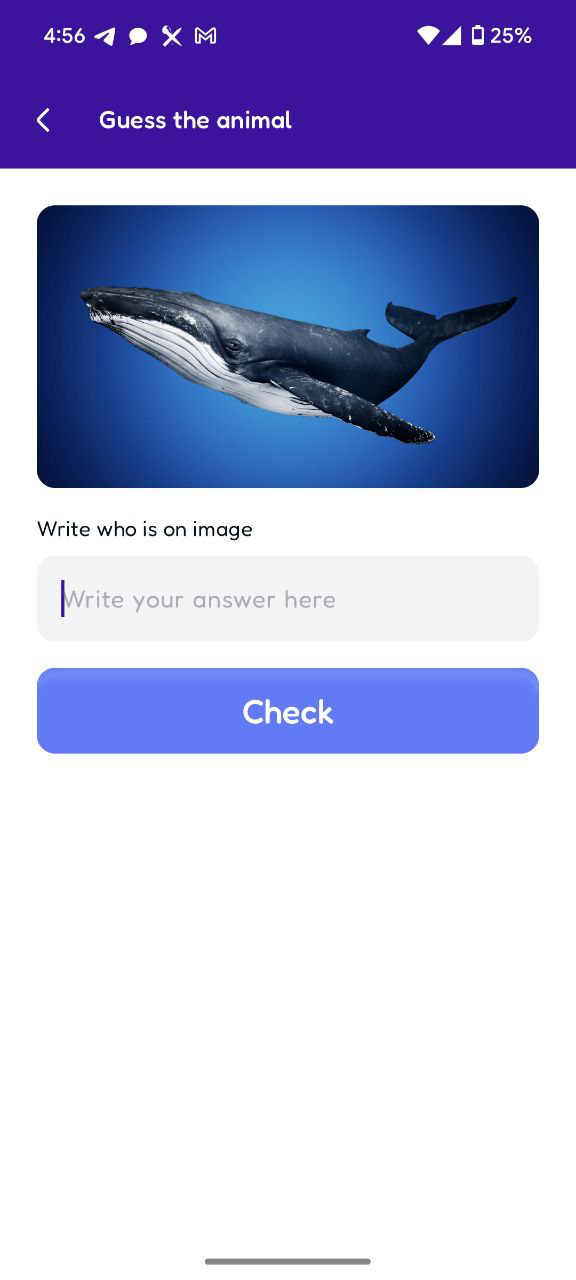 4:56 25%
Guess the animal
Write who is on image
Write your answer here
Check